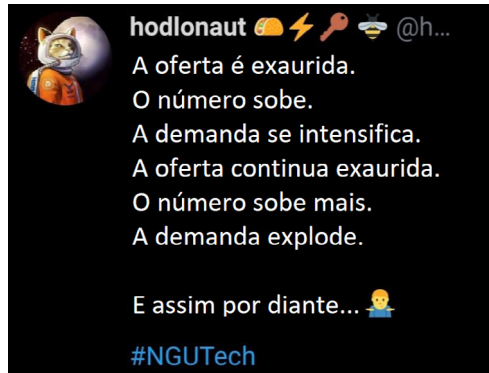 hodlonaut 🌮⚡🔑🐝 @h...
A oferta é exaurida.
O número sobe.
A demanda se intensifica.
A oferta continua exaurida.
O número sobe mais.
A demanda explode.
E assim por diante... 🤷‍♂️
#NGUTech